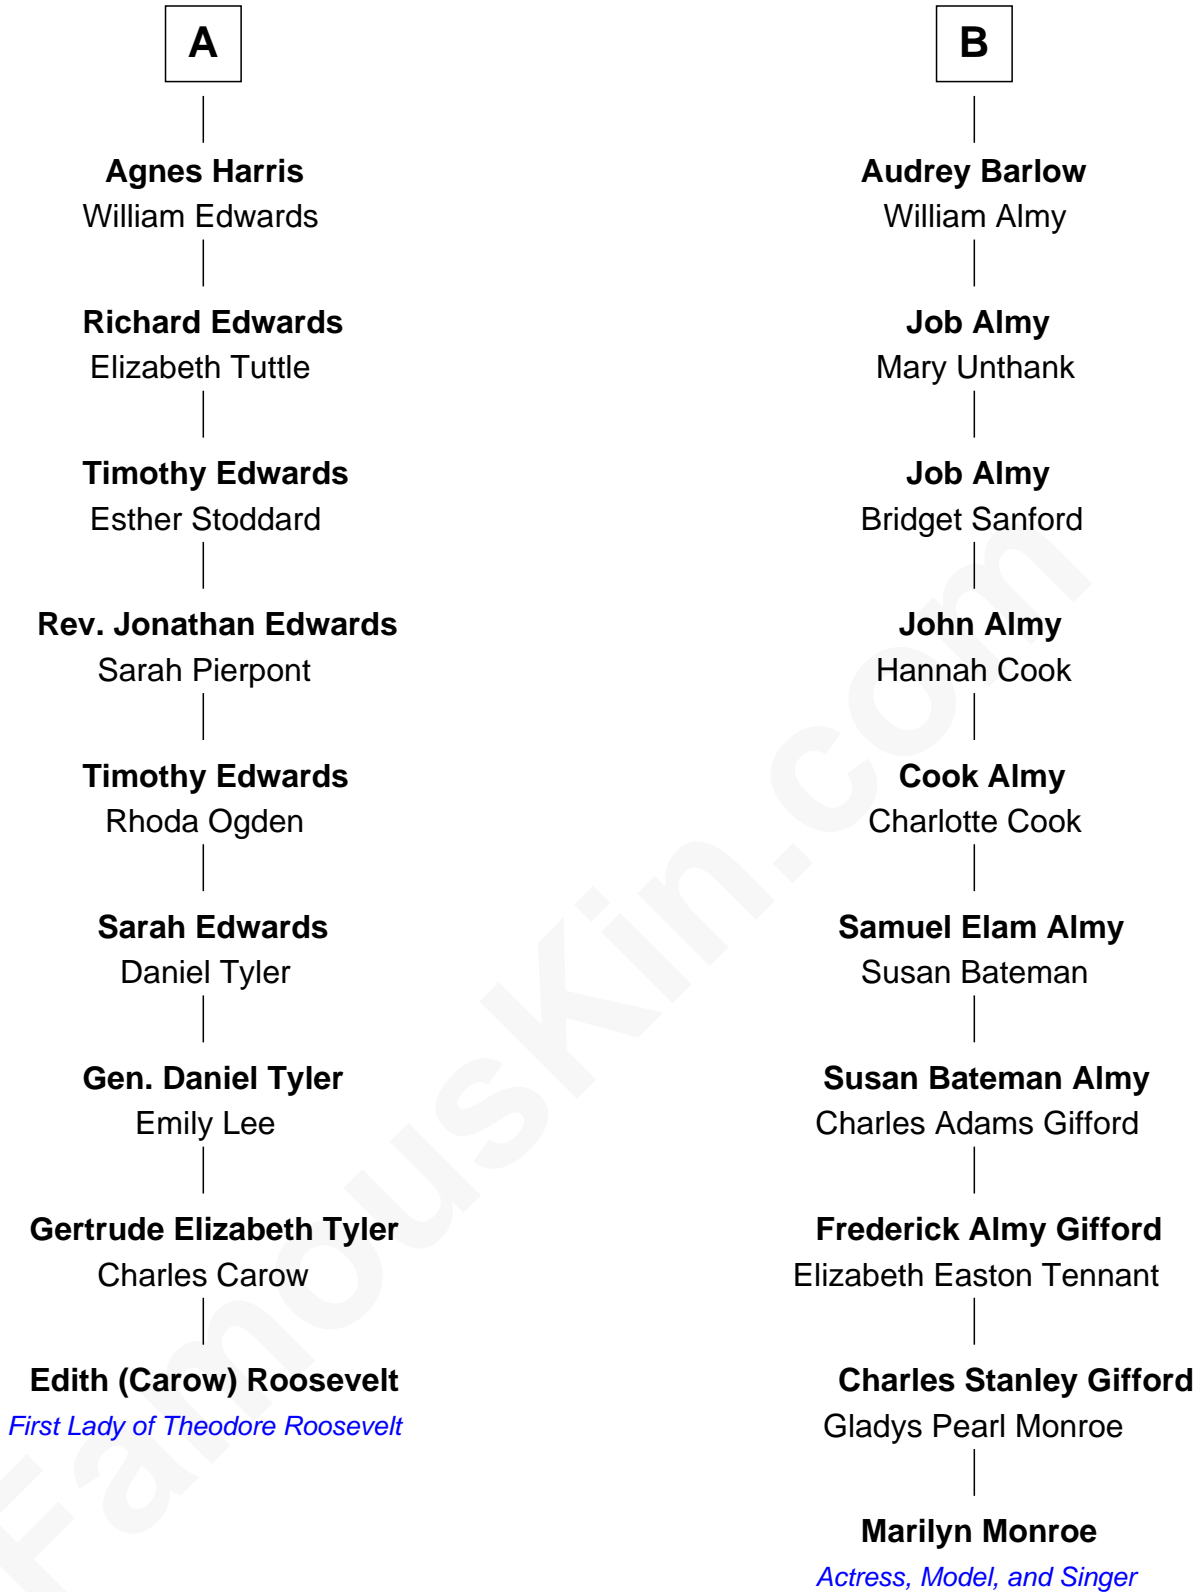 A
Agnes Harris
William Edwards
Richard Edwards
Elizabeth Tuttle
Timothy Edwards
Esther Stoddard
Rev. Jonathan Edwards
Sarah Pierpont
Timothy Edwards
Rhoda Ogden
Sarah Edwards
Daniel Tyler
Gen. Daniel Tyler
Emily Lee
Gertrude Elizabeth Tyler
Charles Carow
Edith (Carow) Roosevelt
First Lady of Theodore Roosevelt
B
Audrey Barlow
William Almy
Job Almy
Mary Unthank
Job Almy
Bridget Sanford
John Almy
Hannah Cook
Cook Almy
Charlotte Cook
Samuel Elam Almy
Susan Bateman
Susan Bateman Almy
Charles Adams Gifford
Frederick Almy Gifford
Elizabeth Easton Tennant
Charles Stanley Gifford
Gladys Pearl Monroe
Marilyn Monroe
Actress, Model, and Singer
FamousKin.com